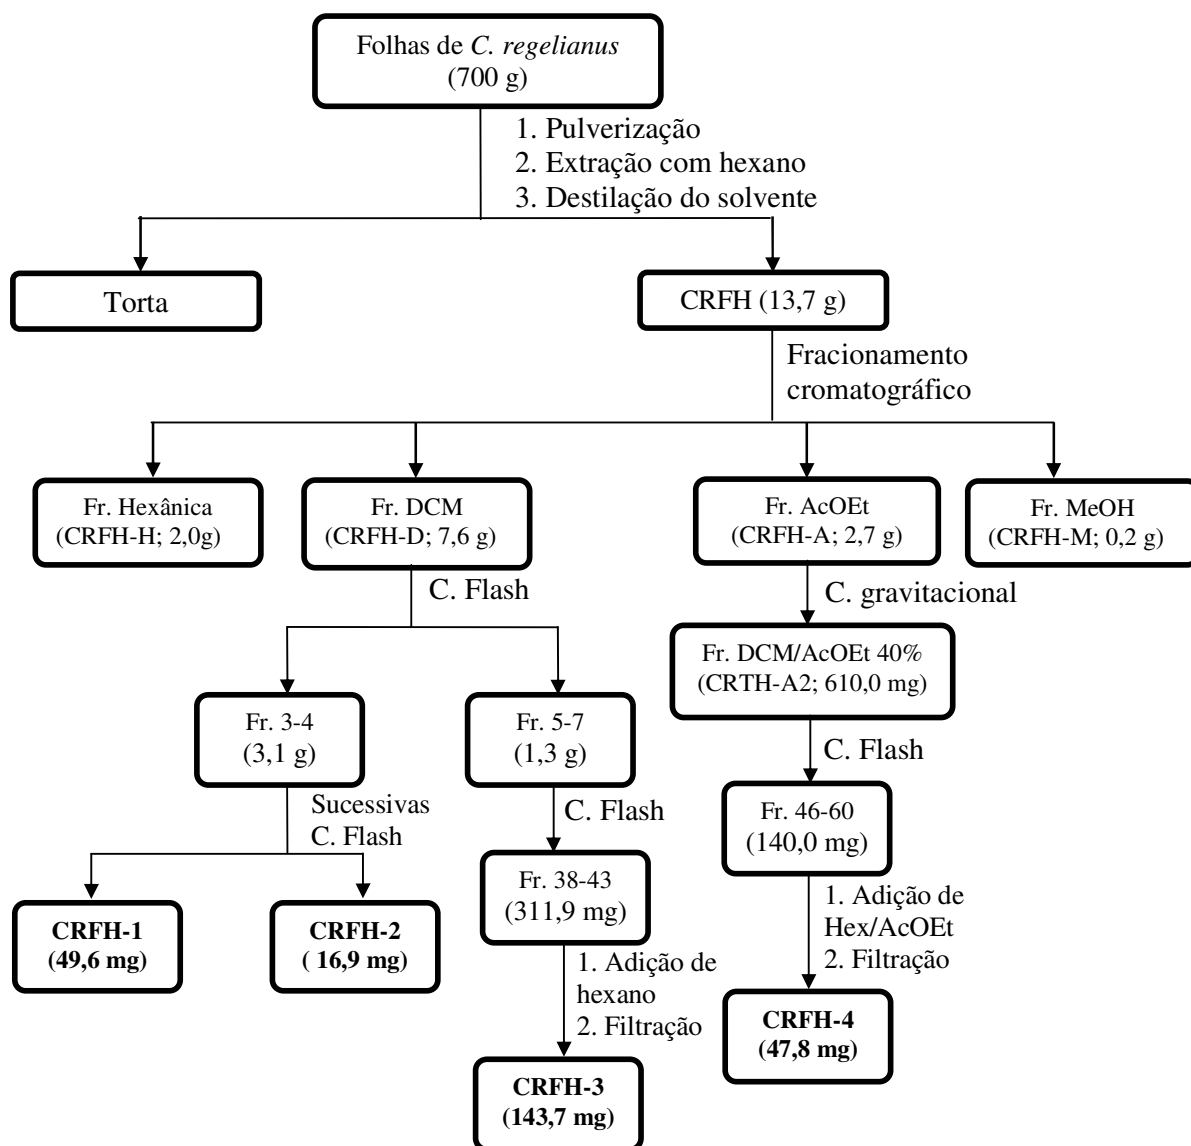 Folhas de C. regelianus
(700 g)
1. Pulverização
2. Extração com hexano
3. Destilação do solvente
Torta
CRFH (13,7 g)
Fracionamento
cromatográfico
Fr. Hexânica
(CRFH-H; 2,0g)
Fr. DCM
(CRFH-D; 7,6 g)
Fr. AcOEt
(CRFH-A; 2,7 g)
Fr. MeOH
(CRFH-M; 0,2 g)
C. Flash
C. gravitacional
Fr. DCM/AcOEt 40%
(CRTH-A2; 610,0 mg)
Fr. 3-4
(3,1 g)
Fr. 5-7
(1,3 g)
C. Flash
Sucessivas
C. Flash
C. Flash
Fr. 46-60
(140,0 mg)
Fr. 38-43
(311,9 mg)
CRFH-1
(49,6 mg)
CRFH-2
( 16,9 mg)
1. Adição de
Hex/AcOEt
2. Filtração
1. Adição de
hexano
2. Filtração
CRFH-4
(47,8 mg)
CRFH-3
(143,7 mg)